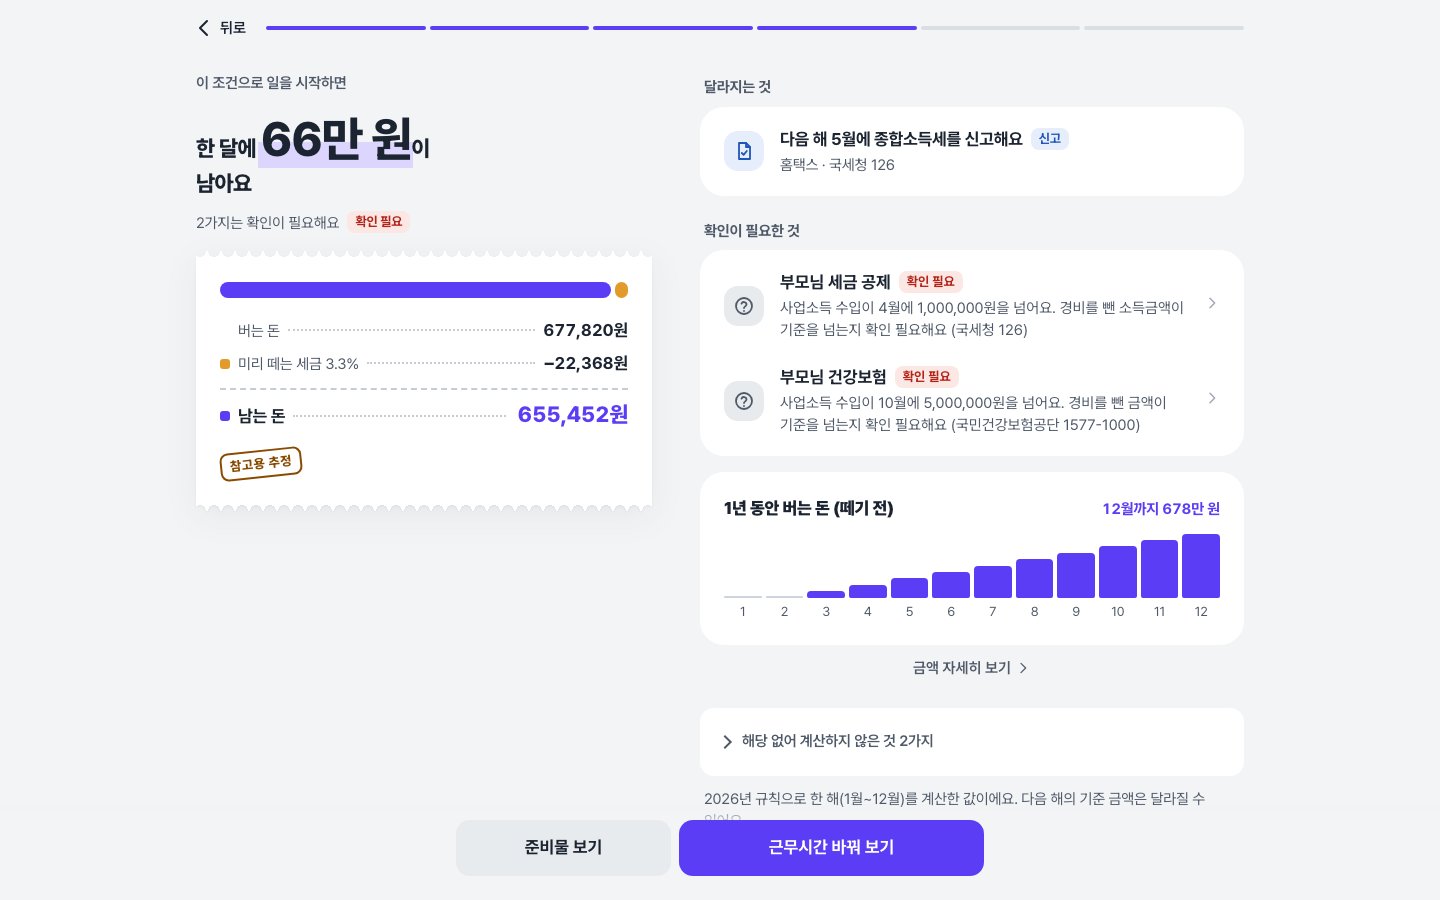 뒤로
이 조건으로 일을 시작하면
한 달에 66만 원이
남아요
2가지는 확인이 필요해요 확인 필요
버는 돈 677,820원
미리 떼는 세금 3.3% −22,368원
남는 돈 655,452원
참고용 추정
달라지는 것
다음 해 5월에 종합소득세를 신고해요 신고
홈택스 · 국세청 126
확인이 필요한 것
부모님 세금 공제 확인 필요
사업소득 수입이 4월에 1,000,000원을 넘어요. 경비를 뺀 소득금액이
기준을 넘는지 확인 필요해요 (국세청 126)
부모님 건강보험 확인 필요
사업소득 수입이 10월에 5,000,000원을 넘어요. 경비를 뺀 금액이
기준을 넘는지 확인 필요해요 (국민건강보험공단 1577-1000)
1년 동안 버는 돈 (떼기 전) 12월까지 678만 원
1 2 3 4 5 6 7 8 9 10 11 12
금액 자세히 보기
해당 없어 계산하지 않은 것 2가지
2026년 규칙으로 한 해(1월~12월)를 계산한 값이에요. 다음 해의 기준 금액은 달라질 수
준비물 보기 근무시간 바꿔 보기